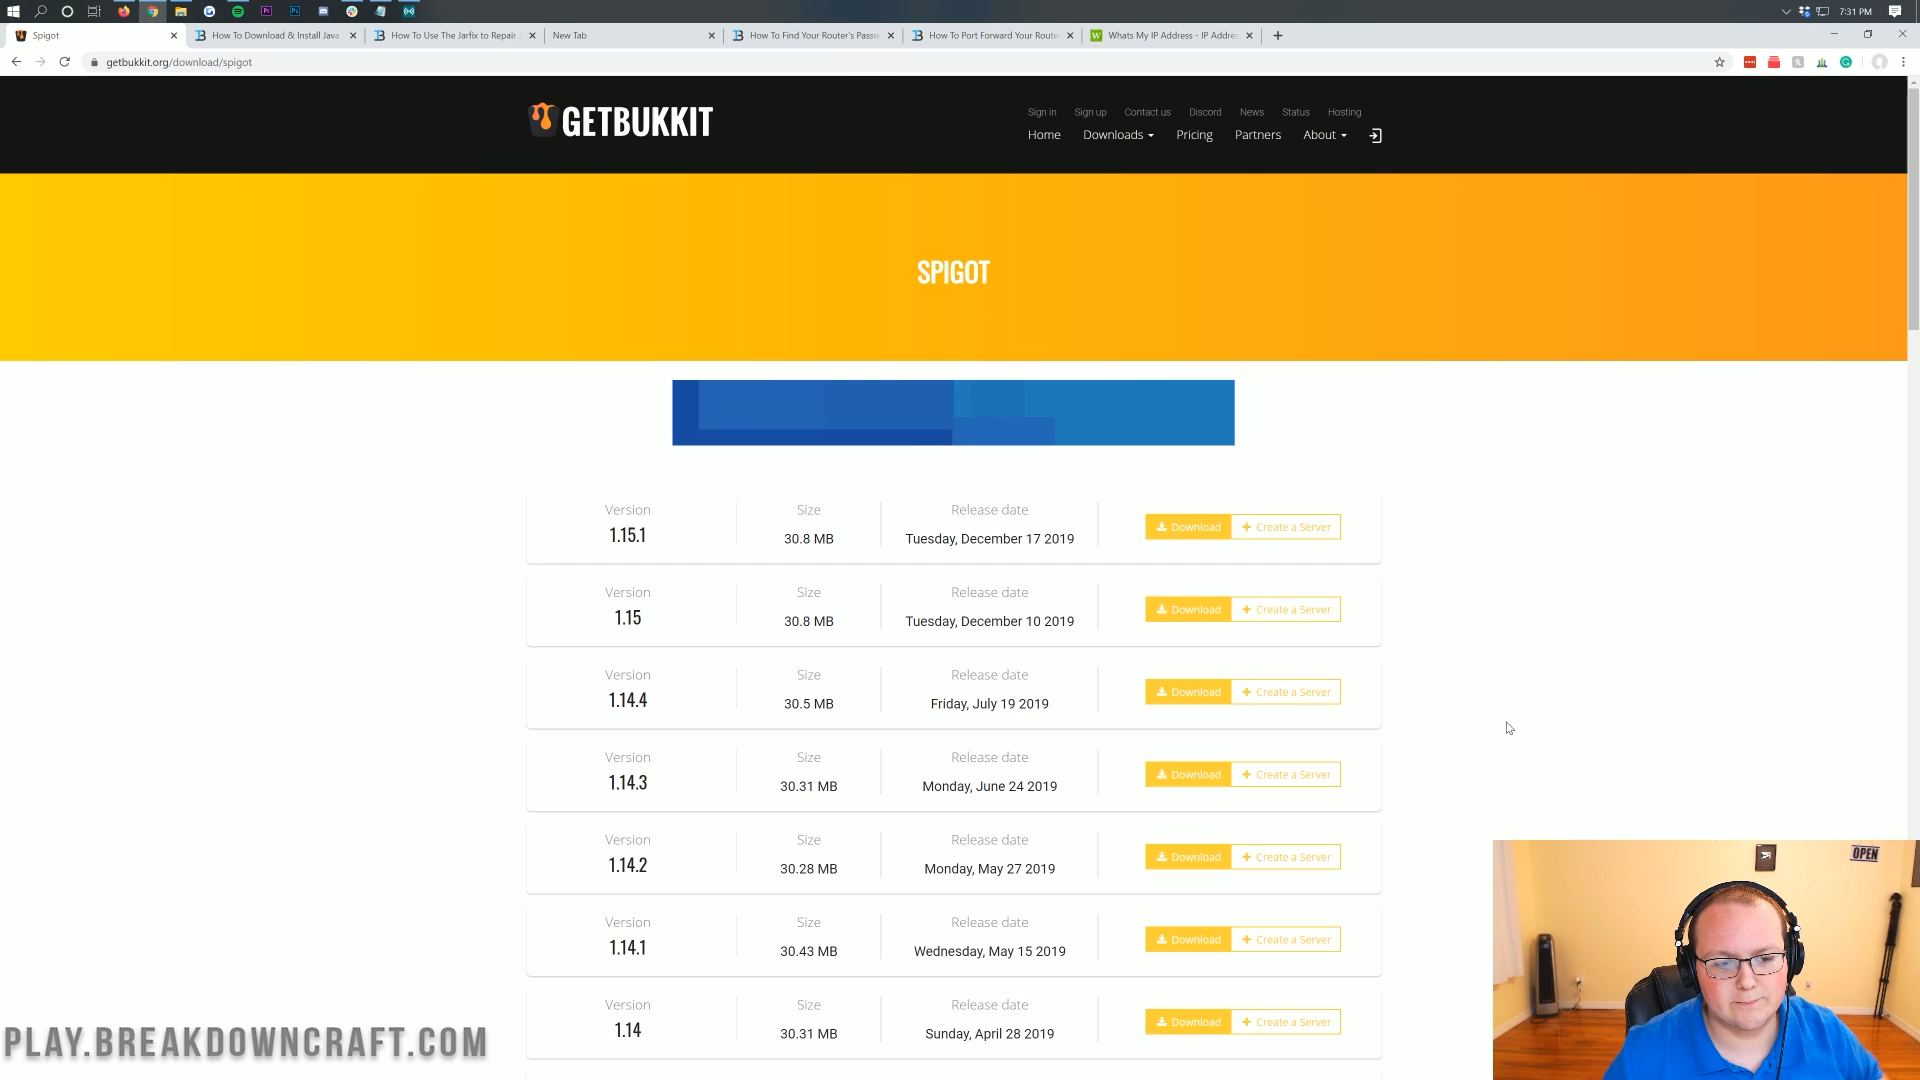 7:31 PM
Spigot
How To Download & Install Java
How To Use The Jarfix to Repair
New Tab
How To Find Your Router's Passw
How To Port Forward Your Route
Whats My IP Address - IP Addre
getbukkit.org/download/spigot
GETBUKKIT
Sign in Sign up Contact us Discord News Status Hosting
Home Downloads Pricing Partners About
SPIGOT
Version Size Release date
1.15.1 30.8 MB Tuesday, December 17 2019 Download + Create a Server
Version Size Release date
1.15 30.8 MB Tuesday, December 10 2019 Download + Create a Server
Version Size Release date
1.14.4 30.5 MB Friday, July 19 2019 Download + Create a Server
Version Size Release date
1.14.3 30.31 MB Monday, June 24 2019 Download + Create a Server
Version Size Release date
1.14.2 30.28 MB Monday, May 27 2019 Download + Create a Server
Version Size Release date
1.14.1 30.43 MB Wednesday, May 15 2019 Download + Create a Server
Version Size Release date
1.14 30.31 MB Sunday, April 28 2019 Download + Create a Server
OPEN
PLAY.BREAKDOWNCRAFT.COM